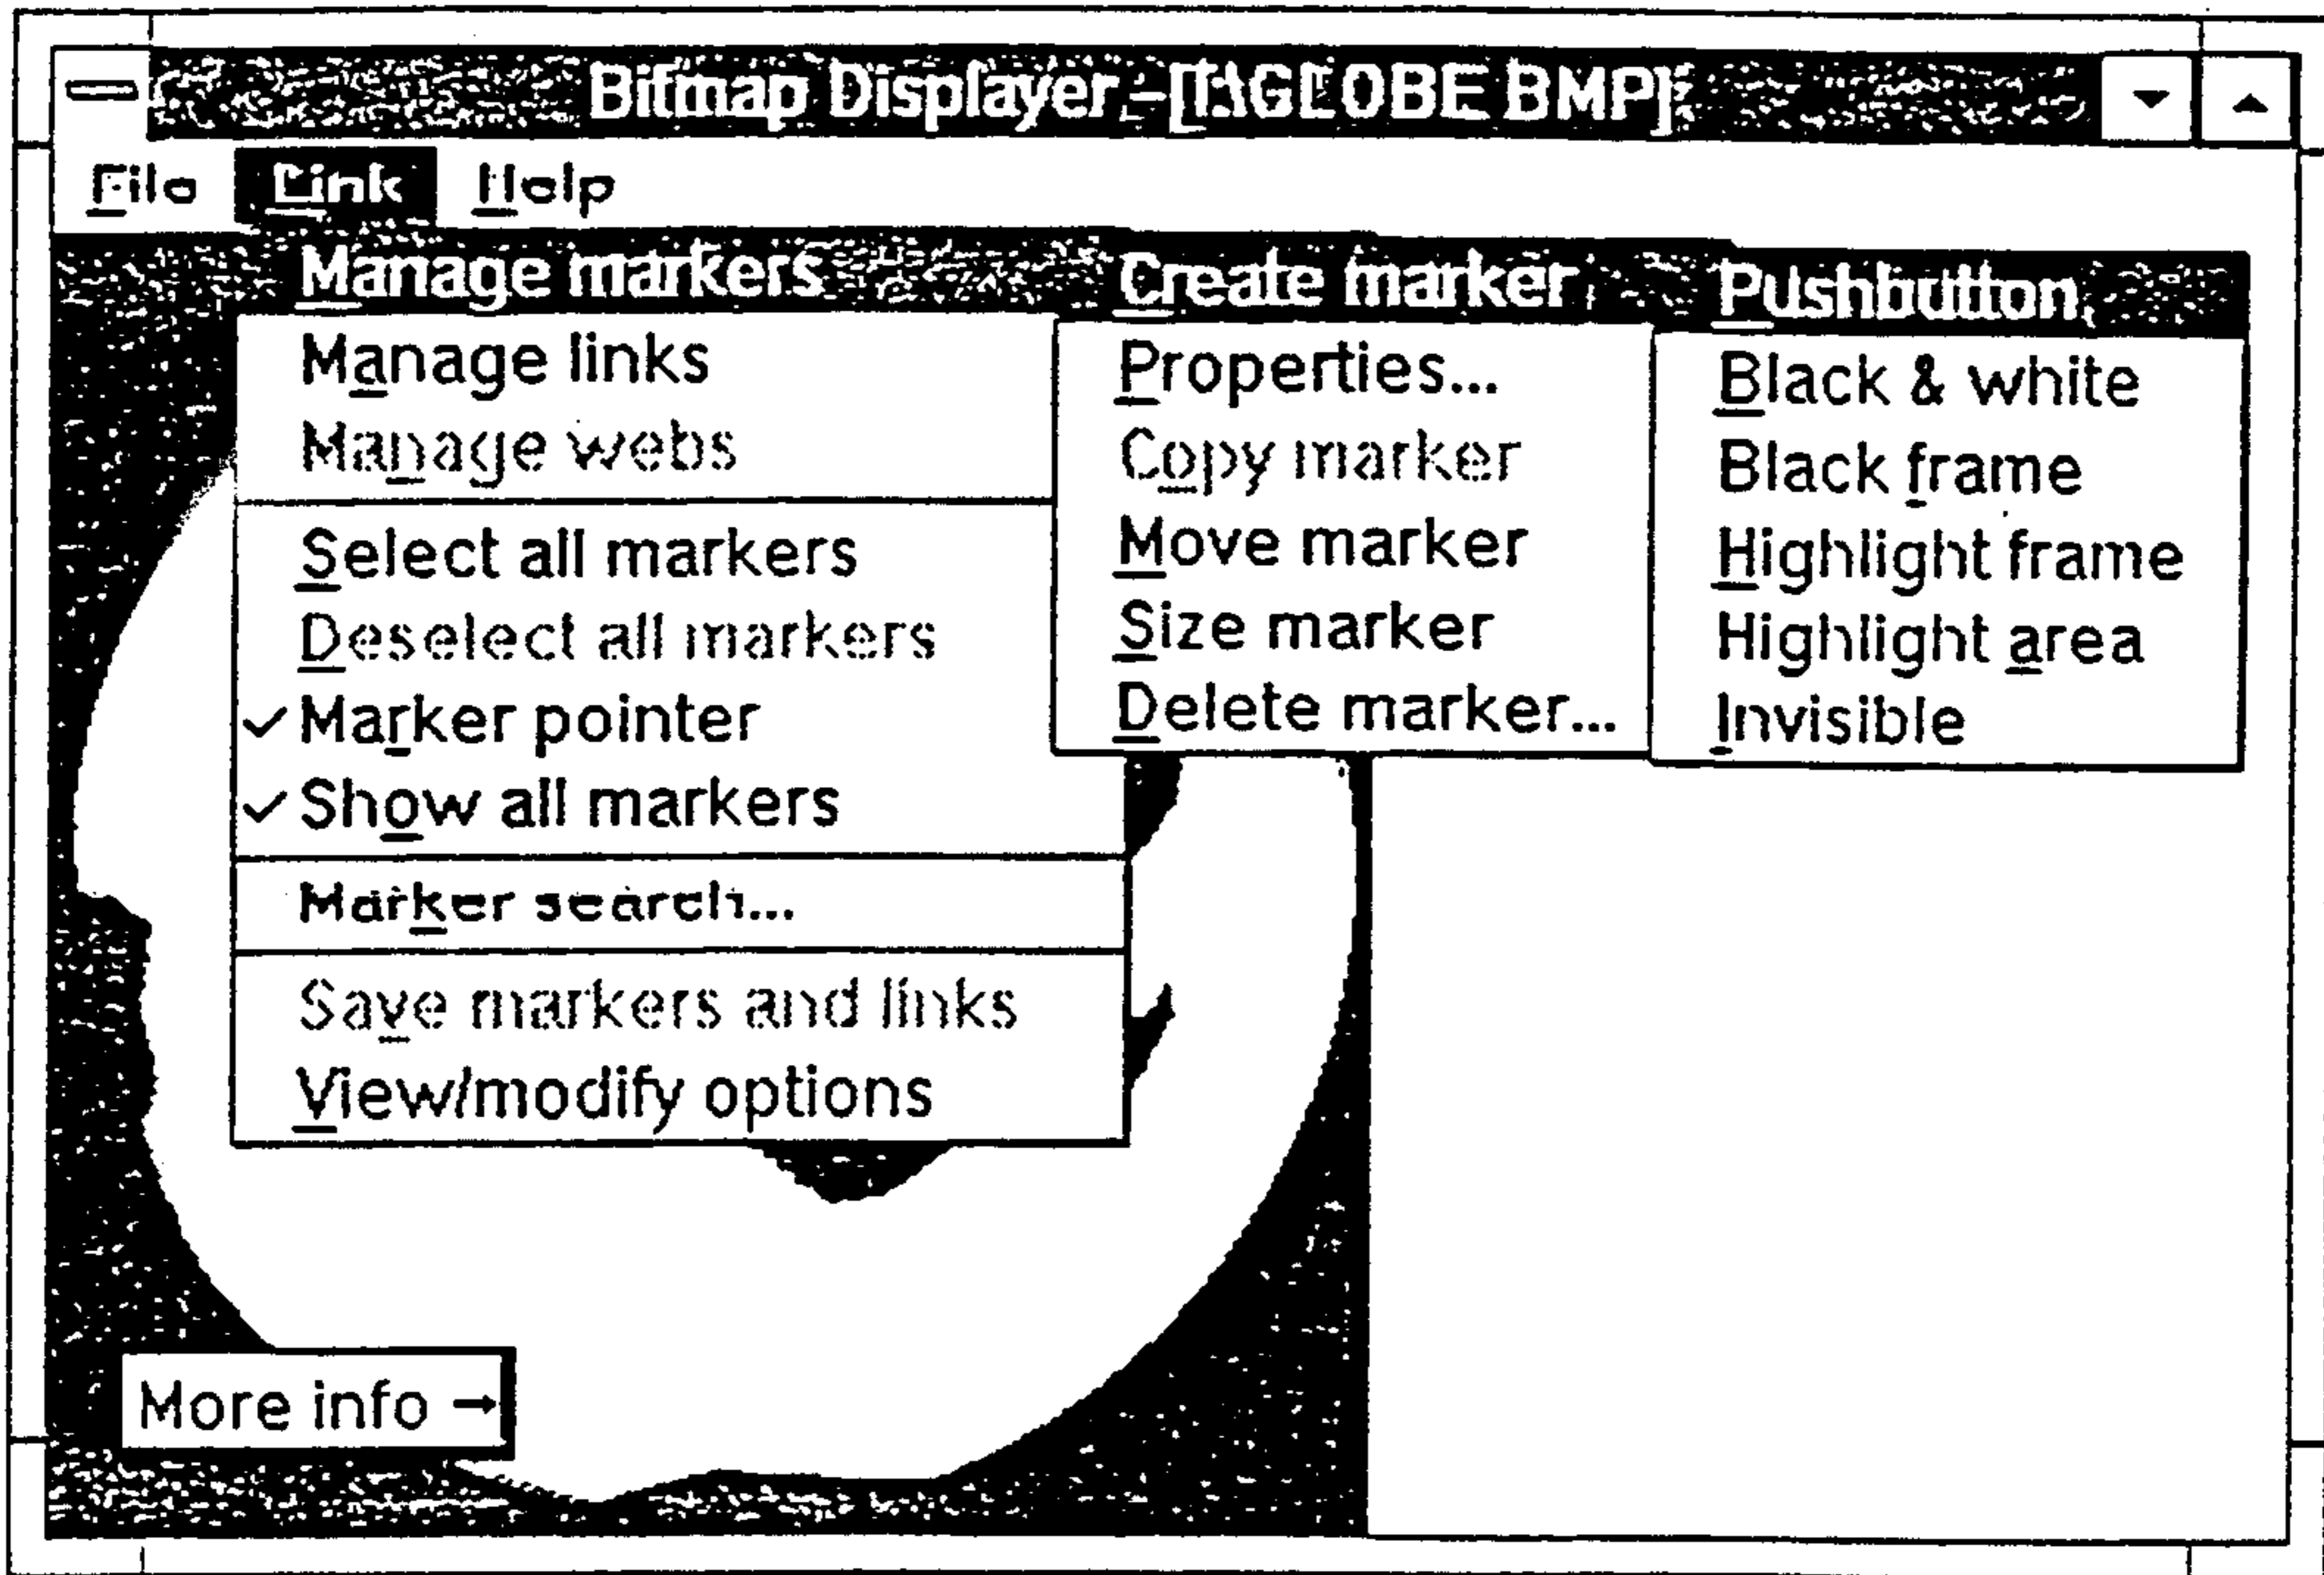 Bitmap Displayer -[I:\GLOBE BMP]
File Link Help
Manage markers
Manage links
Manage webs
Select all markers
Deselect all markers
✓ Marker pointer
✓ Show all markers
Marker search...
Save markers and links
View/modify options
Create marker
Properties...
Copy marker
Move marker
Size marker
Delete marker...
Pushbutton
Black & white
Black frame
Highlight frame
Highlight area
Invisible
More info →